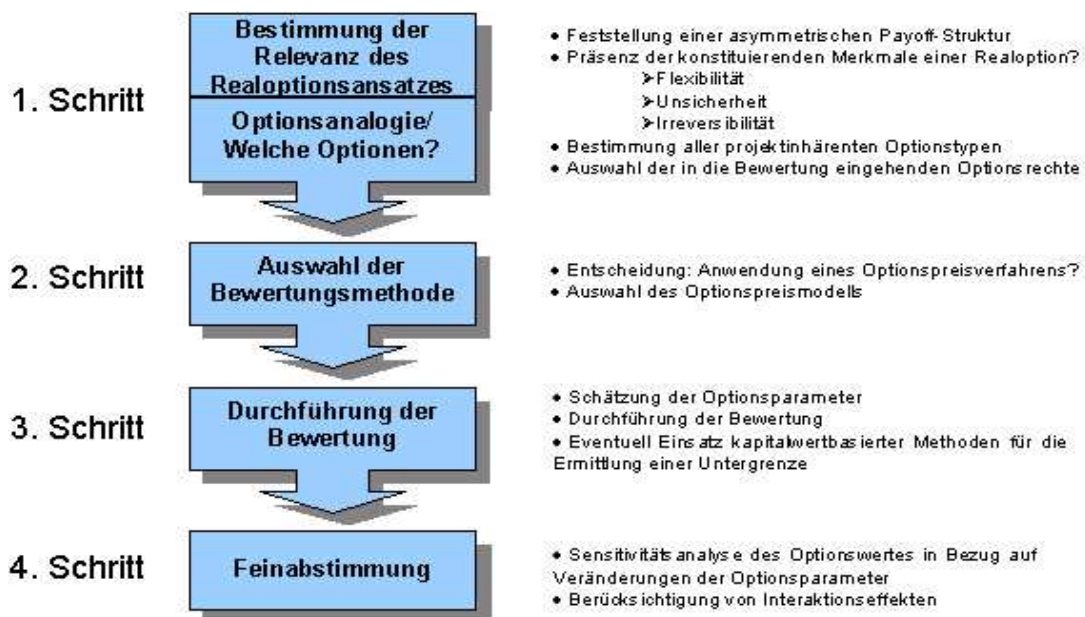 1. Schritt
Bestimmung der
Relevanz des
Realoptionsansatzes
Optionsanalogie/
Welche Optionen?
• Feststellung einer asymmetrischen Payoff-Struktur
• Präsenz der konstituierenden Merkmale einer Realoption?
➢Flexibilität
➢Unsicherheit
➢Irreversibilität
• Bestimmung aller projektinhärenten Optionstypen
• Auswahl der in die Bewertung eingehenden Optionsrechte
2. Schritt
Auswahl der
Bewertungsmethode
• Entscheidung: Anwendung eines Optionspreisverfahrens?
• Auswahl des Optionspreismodells
3. Schritt
Durchführung der
Bewertung
• Schätzung der Optionsparameter
• Durchführung der Bewertung
• Eventuell Einsatz kapitalwertbasierter Methoden für die
Ermittlung einer Untergrenze
4. Schritt
Feinabstimmung
• Sensitivitätsanalyse des Optionswertes in Bezug auf
Veränderungen der Optionsparameter
• Berücksichtigung von Interaktionseffekten